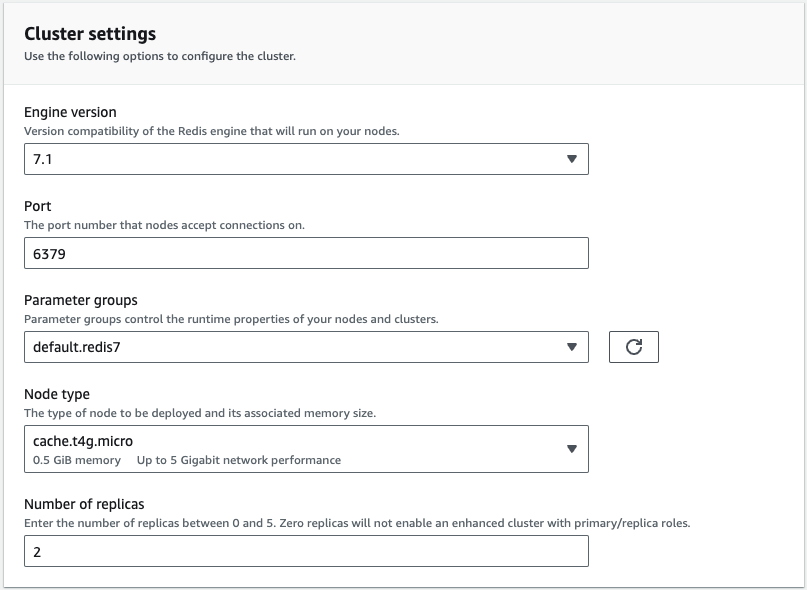 Cluster settings
Use the following options to configure the cluster.
Engine version
Version compatibility of the Redis engine that will run on your nodes.
7.1
Port
The port number that nodes accept connections on.
6379
Parameter groups
Parameter groups control the runtime properties of your nodes and clusters.
default.redis7
Node type
The type of node to be deployed and its associated memory size.
cache.t4g.micro
0.5 GiB memory Up to 5 Gigabit network performance
Number of replicas
Enter the number of replicas between 0 and 5. Zero replicas will not enable an enhanced cluster with primary/replica roles.
2